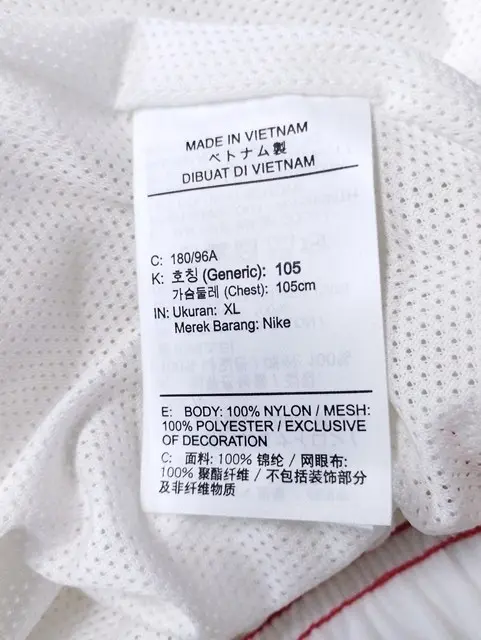 MADE IN VIETNAM
ベトナム製
DIBUAT DI VIETNAM
C: 180/96A
K: 호칭 (Generic): 105
가슴둘레 (Chest): 105cm
IN: Ukuran: XL
Merek Barang: Nike
E: BODY: 100% NYLON / MESH:
100% POLYESTER / EXCLUSIVE
OF DECORATION
C: 面料: 100% 锦纶 / 网眼布:
100% 聚酯纤维 / 不包括装饰部分
及非纤维物质